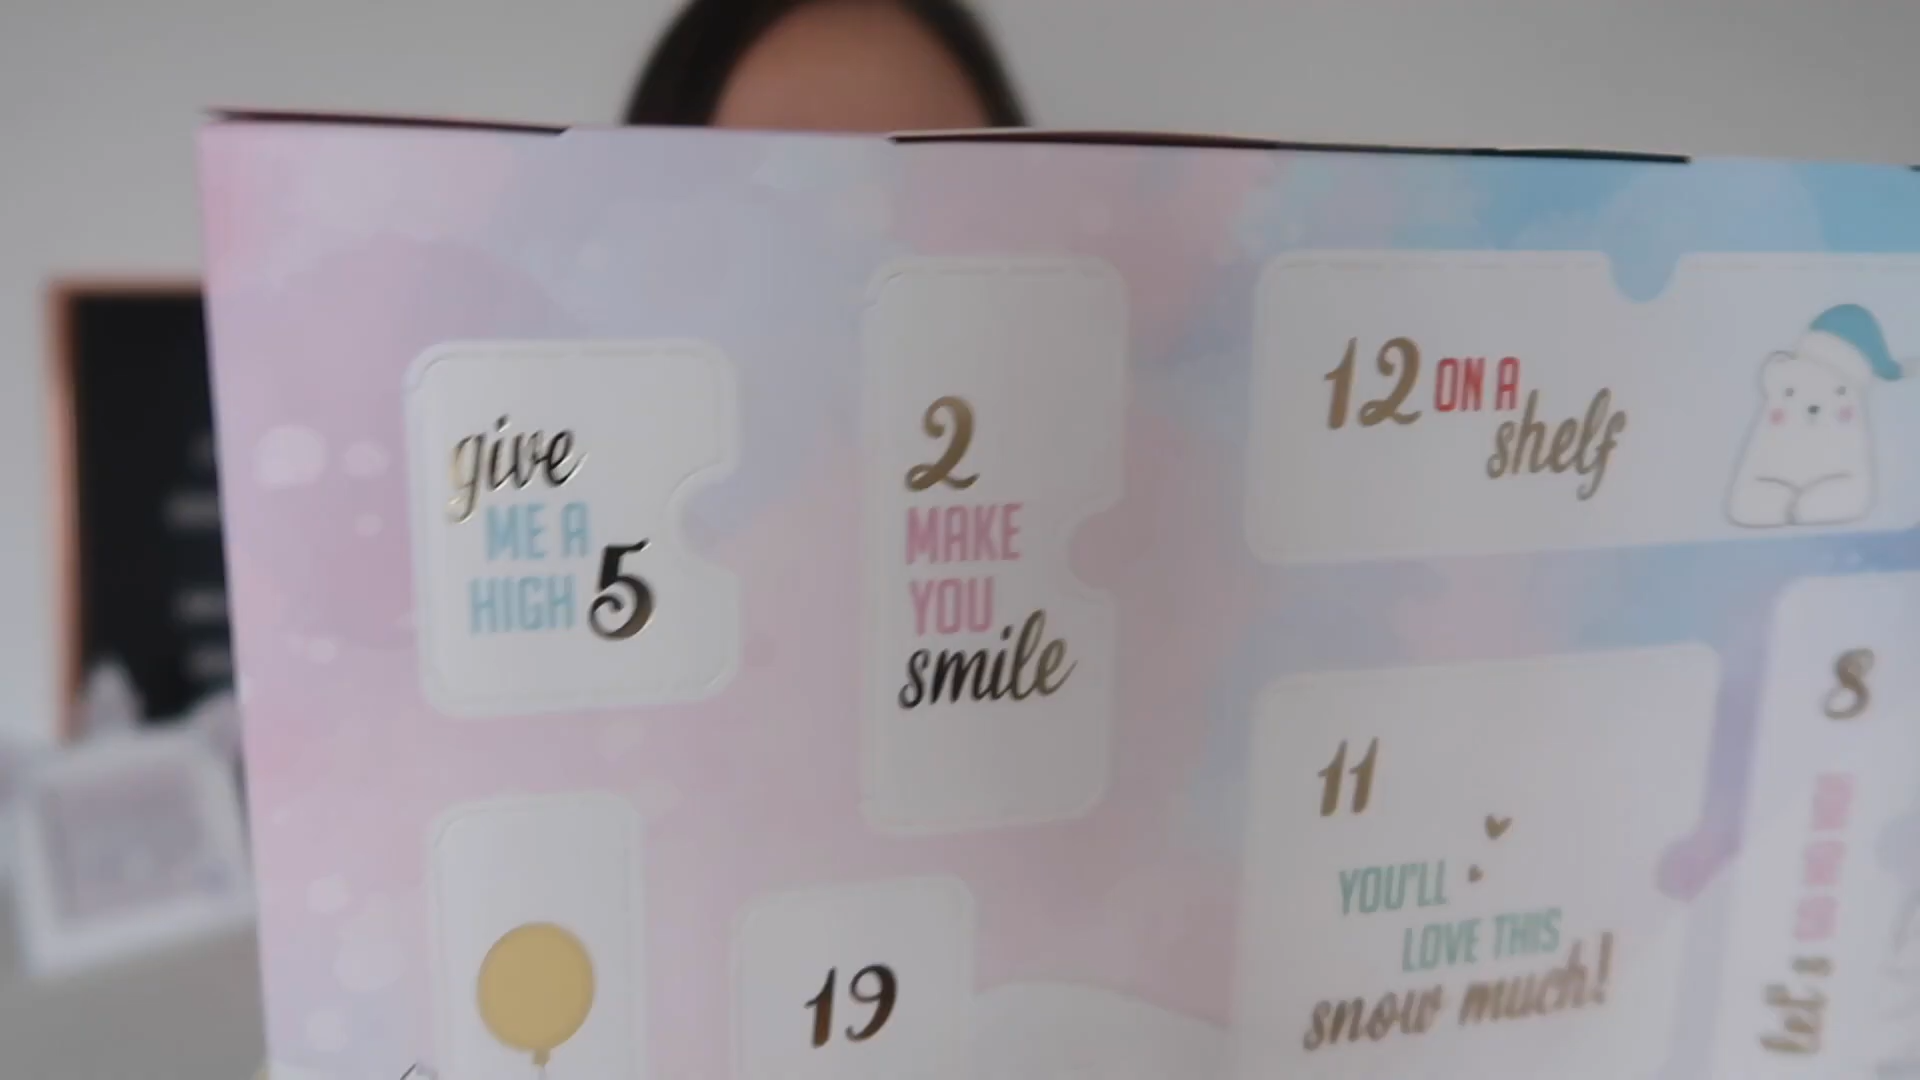 give
ME A
HIGH 5
2
MAKE
YOU
smile
12 ON A
shelf
19
11
YOU'LL
LOVE THIS
snow much!
8
let's